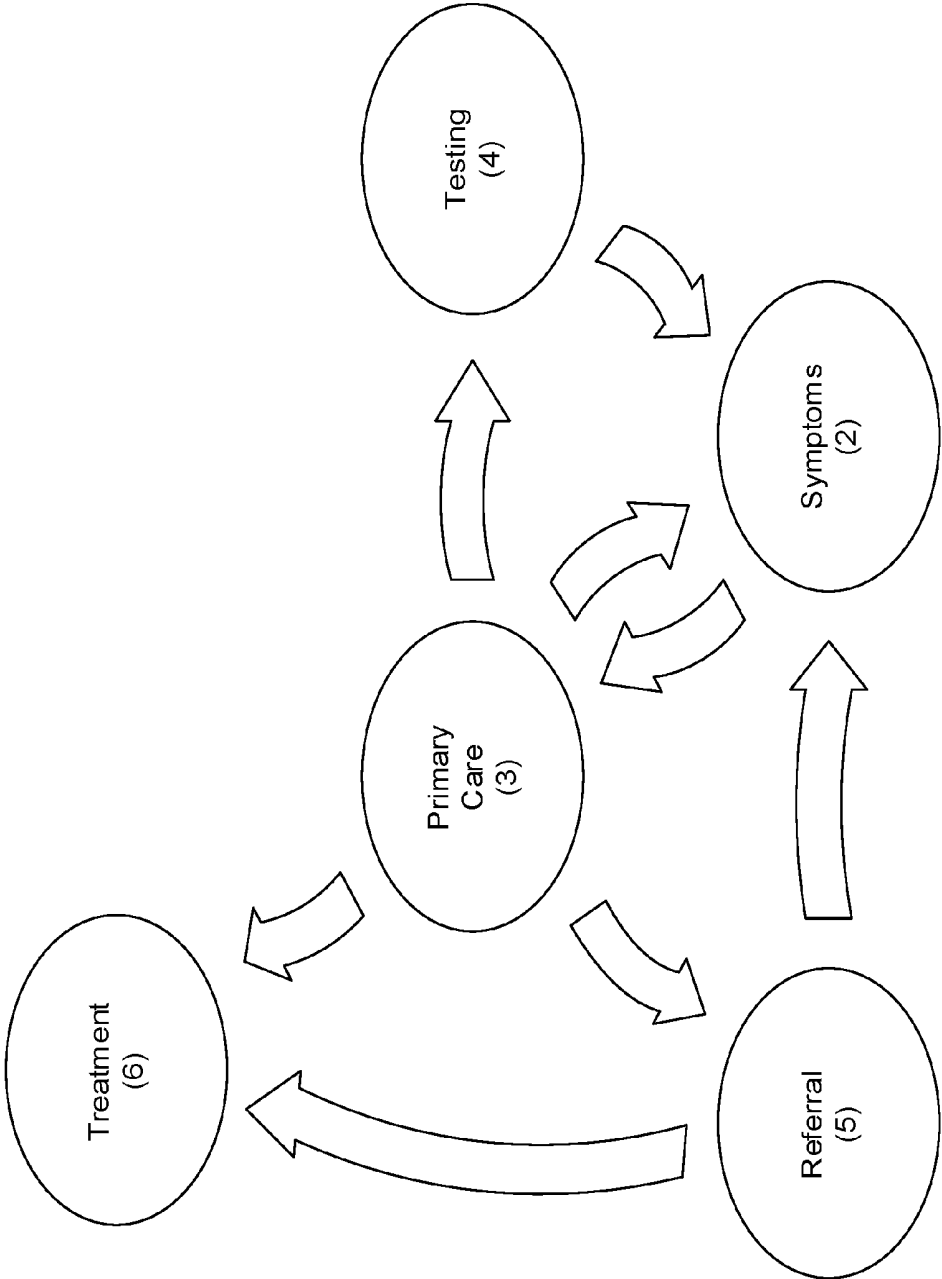 Treatment
(6)
Primary
Care
(3)
Testing
(4)
Referral
(5)
Symptoms
(2)